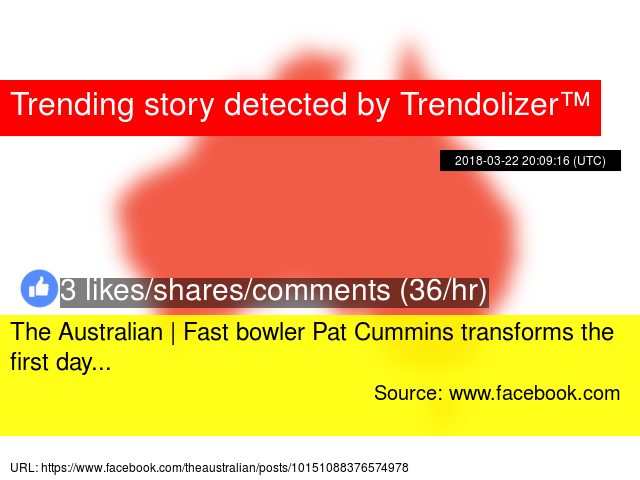 Trending story detected by Trendolizer™
2018-03-22 20:09:16 (UTC)
3 likes/shares/comments (36/hr)
The Australian | Fast bowler Pat Cummins transforms the
first day...
Source: www.facebook.com
URL: https://www.facebook.com/theaustralian/posts/10151088376574978